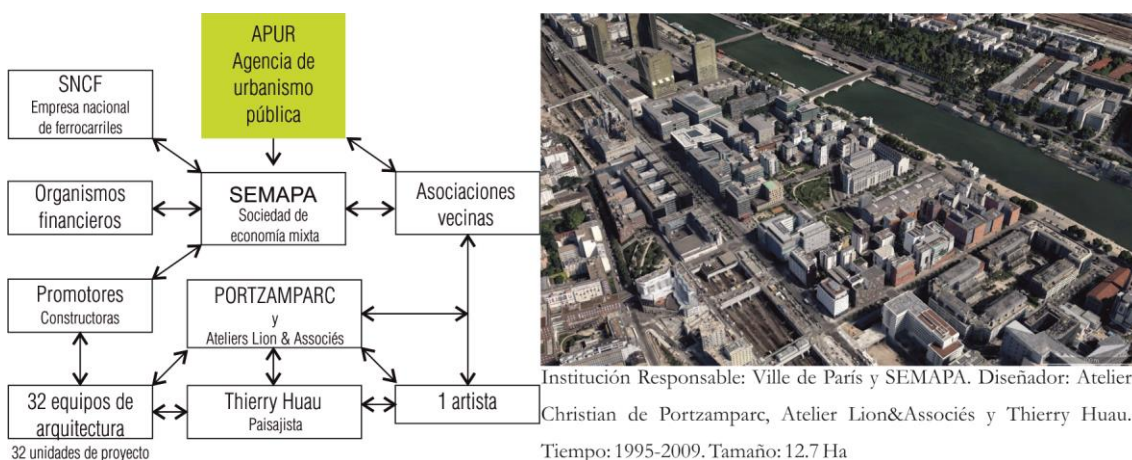 APUR
Agencia de
urbanismo
pública
SNCF
Empresa nacional
de ferrocarriles
Organismos
financieros
SEMAPA
Sociedad de
economía mixta
Asociaciones
vecinas
Promotores
Constructoras
PORTZAMPARC
y
Ateliers Lion & Associés
32 equipos de
arquitectura
32 unidades de proyecto
Thierry Huau
Paisajista
1 artista
Institución Responsable: Ville de París y SEMAPA. Diseñador: Atelier
Christian de Portzamparc, Atelier Lion&Associés y Thierry Huau.
Tiempo: 1995-2009. Tamaño: 12.7 Ha